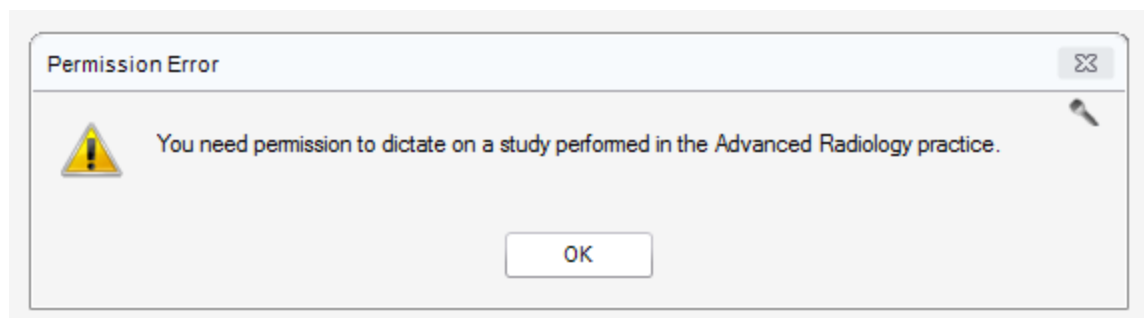 Permission Error
You need permission to dictate on a study performed in the Advanced Radiology practice.
OK